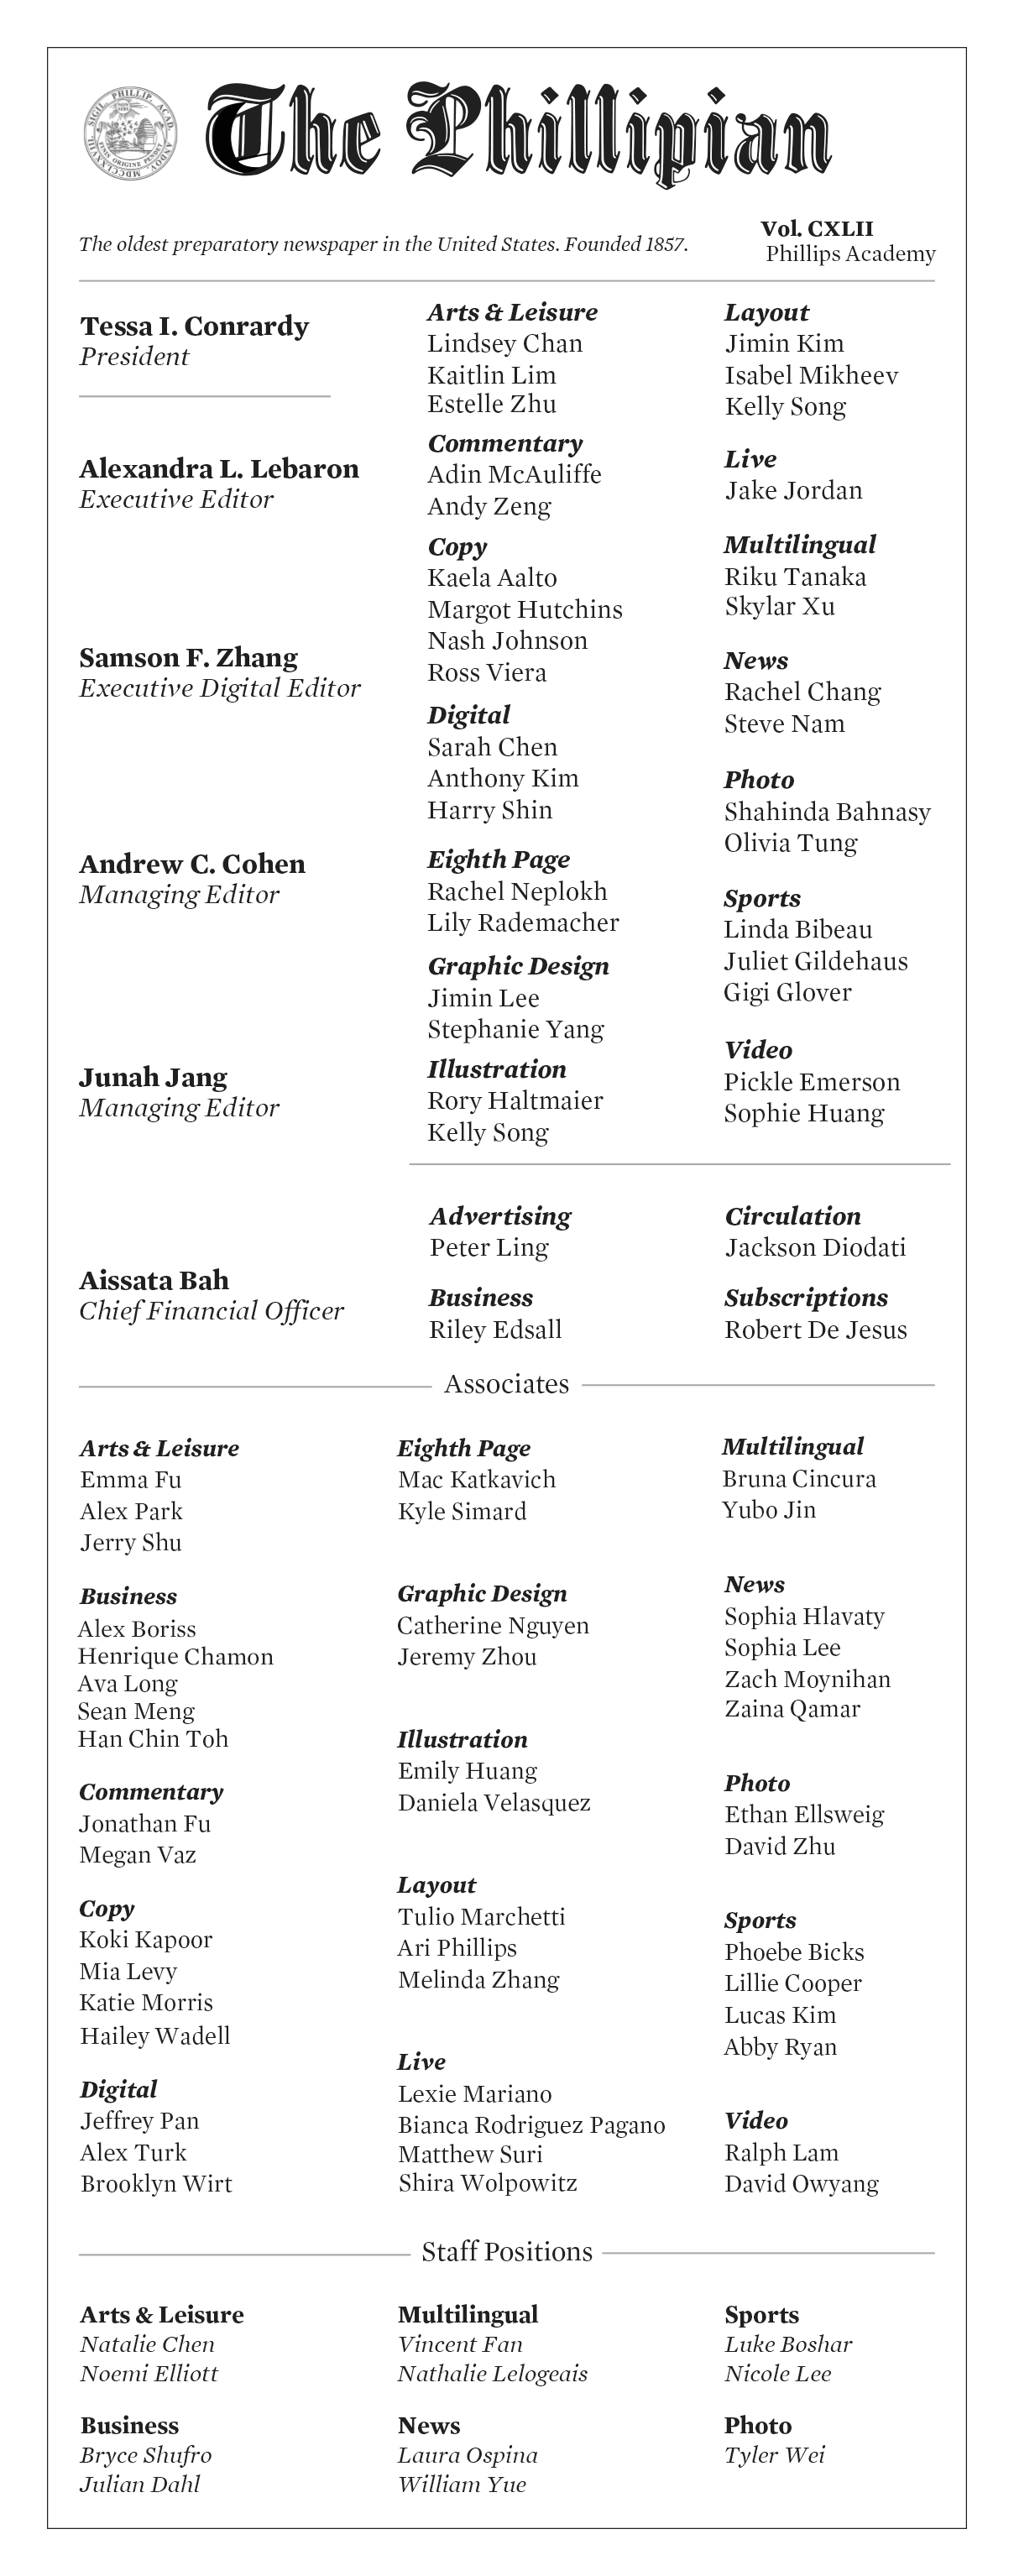 SIGIL. PHILLIP. ACAD. ANDOV. MDCCLXXVIII.
FINIS ORIGINE PENDET
The Phillipian
The oldest preparatory newspaper in the United States. Founded 1857.
Vol. CXLII
Phillips Academy
Tessa I. Conrardy
President
Alexandra L. Lebaron
Executive Editor
Samson F. Zhang
Executive Digital Editor
Andrew C. Cohen
Managing Editor
Junah Jang
Managing Editor
Aissata Bah
Chief Financial Officer
Arts & Leisure
Lindsey Chan
Kaitlin Lim
Estelle Zhu
Commentary
Adin McAuliffe
Andy Zeng
Copy
Kaela Aalto
Margot Hutchins
Nash Johnson
Ross Viera
Digital
Sarah Chen
Anthony Kim
Harry Shin
Eighth Page
Rachel Neplokh
Lily Rademacher
Graphic Design
Jimin Lee
Stephanie Yang
Illustration
Rory Haltmaier
Kelly Song
Layout
Jimin Kim
Isabel Mikheev
Kelly Song
Live
Jake Jordan
Multilingual
Riku Tanaka
Skylar Xu
News
Rachel Chang
Steve Nam
Photo
Shahinda Bahnasy
Olivia Tung
Sports
Linda Bibeau
Juliet Gildehaus
Gigi Glover
Video
Pickle Emerson
Sophie Huang
Advertising
Peter Ling
Business
Riley Edsall
Circulation
Jackson Diodati
Subscriptions
Robert De Jesus
Associates
Arts & Leisure
Emma Fu
Alex Park
Jerry Shu
Business
Alex Boriss
Henrique Chamon
Ava Long
Sean Meng
Han Chin Toh
Commentary
Jonathan Fu
Megan Vaz
Copy
Koki Kapoor
Mia Levy
Katie Morris
Hailey Wadell
Digital
Jeffrey Pan
Alex Turk
Brooklyn Wirt
Eighth Page
Mac Katkavich
Kyle Simard
Graphic Design
Catherine Nguyen
Jeremy Zhou
Illustration
Emily Huang
Daniela Velasquez
Layout
Tulio Marchetti
Ari Phillips
Melinda Zhang
Live
Lexie Mariano
Bianca Rodriguez Pagano
Matthew Suri
Shira Wolpowitz
Multilingual
Bruna Cincura
Yubo Jin
News
Sophia Hlavaty
Sophia Lee
Zach Moynihan
Zaina Qamar
Photo
Ethan Ellsweig
David Zhu
Sports
Phoebe Bicks
Lillie Cooper
Lucas Kim
Abby Ryan
Video
Ralph Lam
David Owyang
Staff Positions
Arts & Leisure
Natalie Chen
Noemi Elliott
Business
Bryce Shufro
Julian Dahl
Multilingual
Vincent Fan
Nathalie Lelogeais
News
Laura Ospina
William Yue
Sports
Luke Boshar
Nicole Lee
Photo
Tyler Wei